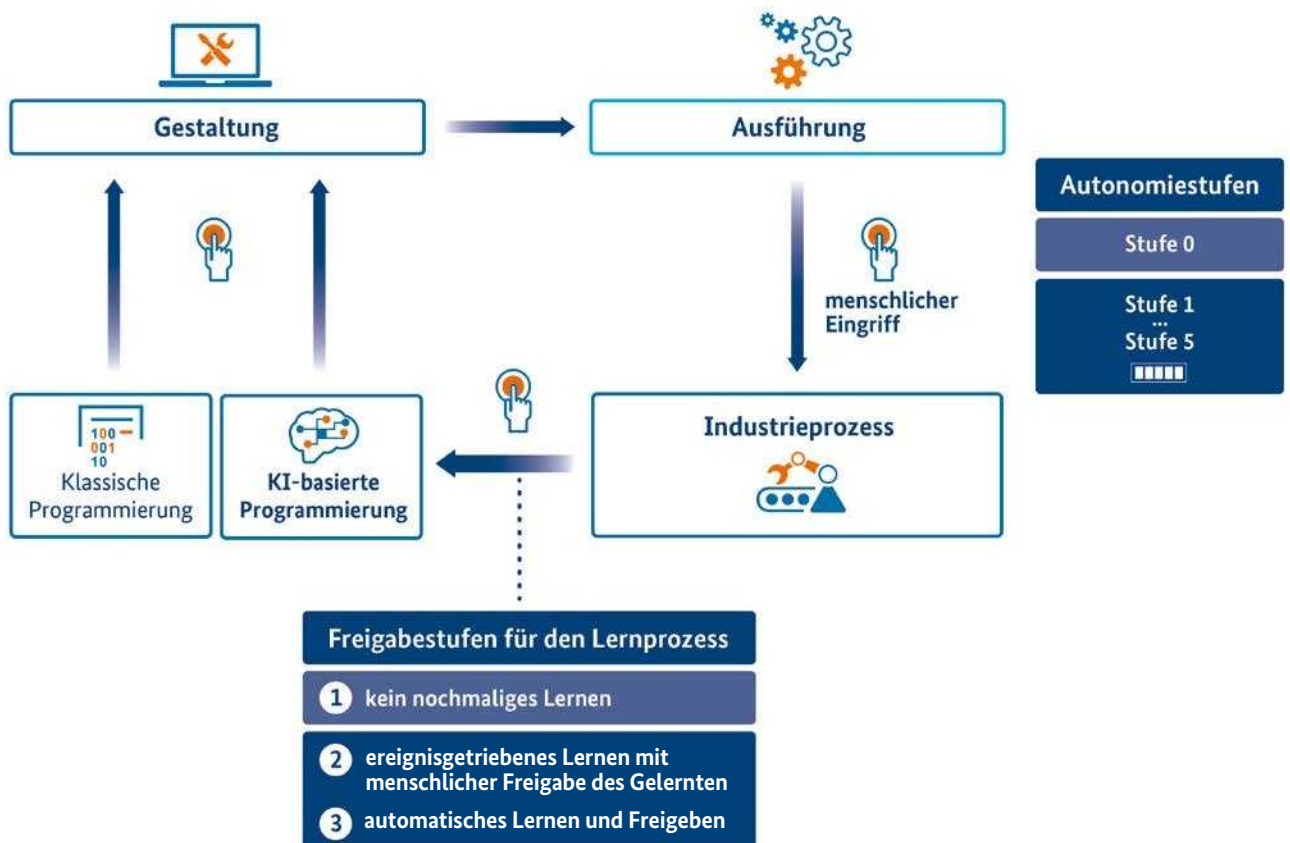 Gestaltung
Ausführung
Autonomiestufen
Stufe 0
Stufe 1
...
Stufe 5
menschlicher
Eingriff
100
001
10
Klassische
Programmierung
KI-basierte
Programmierung
Industrieprozess
Freigabestufen für den Lernprozess
1 kein nochmaliges Lernen
2 ereignisgetriebenes Lernen mit
menschlicher Freigabe des Gelernten
3 automatisches Lernen und Freigeben